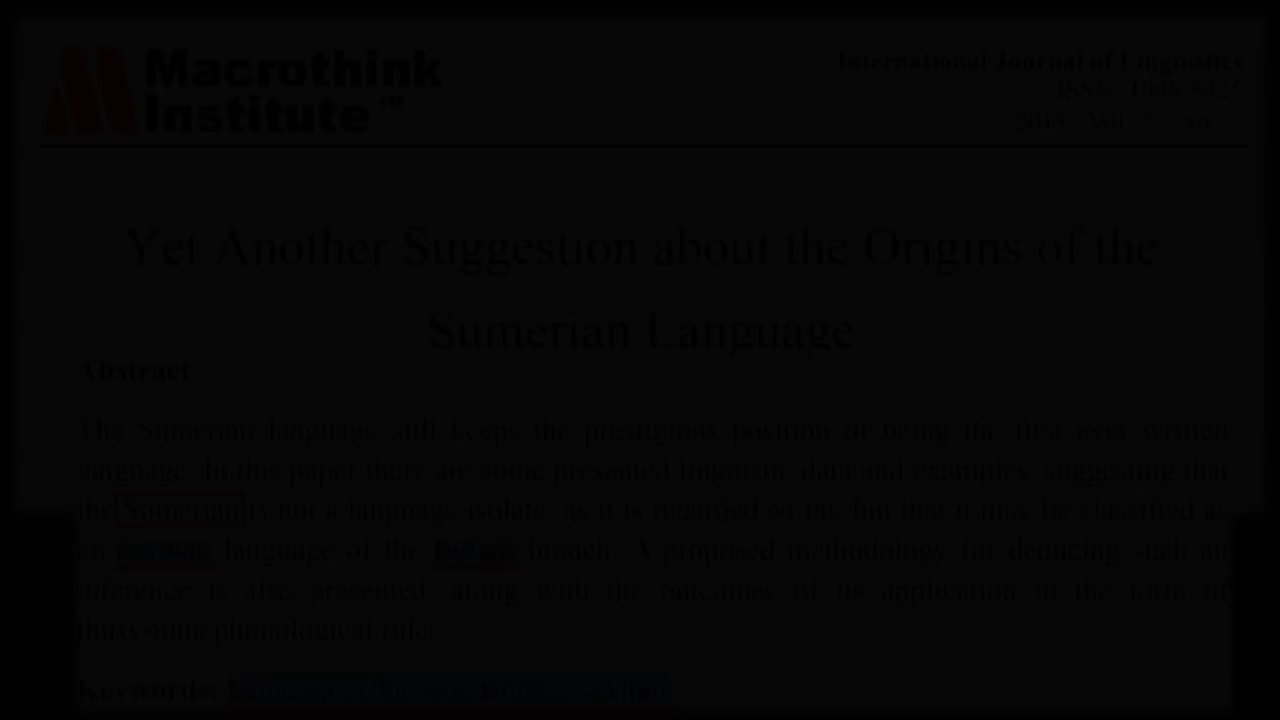 Macrothink
Institute ™
International Journal of Linguistics
ISSN 1948-5425
Vol. No.
Yet Another Suggestion about the Origins of the
Sumerian Language
Abstract
The Sumerian language still keeps the prestigious position of being the first ever written
language. In this paper there are some presented linguistic data and examples, suggesting that
the Sumerian is not a language isolate, as it is regarded so far, but that it may be classified as
an language of the branch. A proposed methodology for deducing such an
inference is also presented, along with the outcomes of its application in the form of
thirty-nine phonological rules.
Keywords: Sumerian,